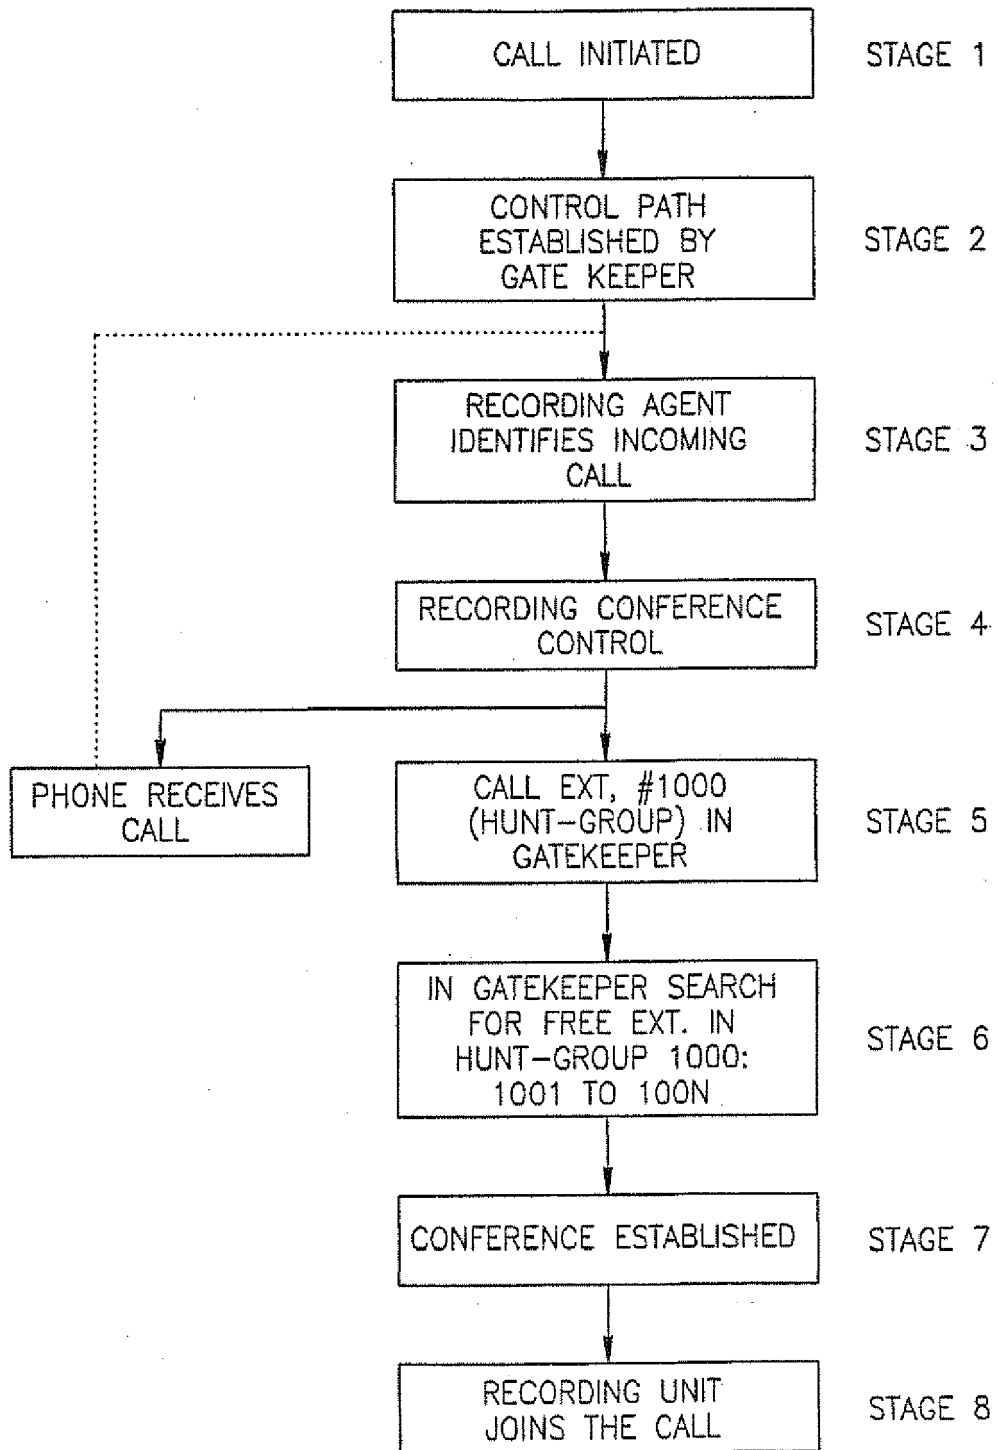 CALL INITIATED
STAGE 1
CONTROL PATH
ESTABLISHED BY
GATE KEEPER
STAGE 2
RECORDING AGENT
IDENTIFIES INCOMING
CALL
STAGE 3
RECORDING CONFERENCE
CONTROL
STAGE 4
PHONE RECEIVES
CALL
CALL EXT, #1000
(HUNT-GROUP) IN
GATEKEEPER
STAGE 5
IN GATEKEEPER SEARCH
FOR FREE EXT. IN
HUNT-GROUP 1000:
1001 TO 100N
STAGE 6
CONFERENCE ESTABLISHED
STAGE 7
RECORDING UNIT
JOINS THE CALL
STAGE 8